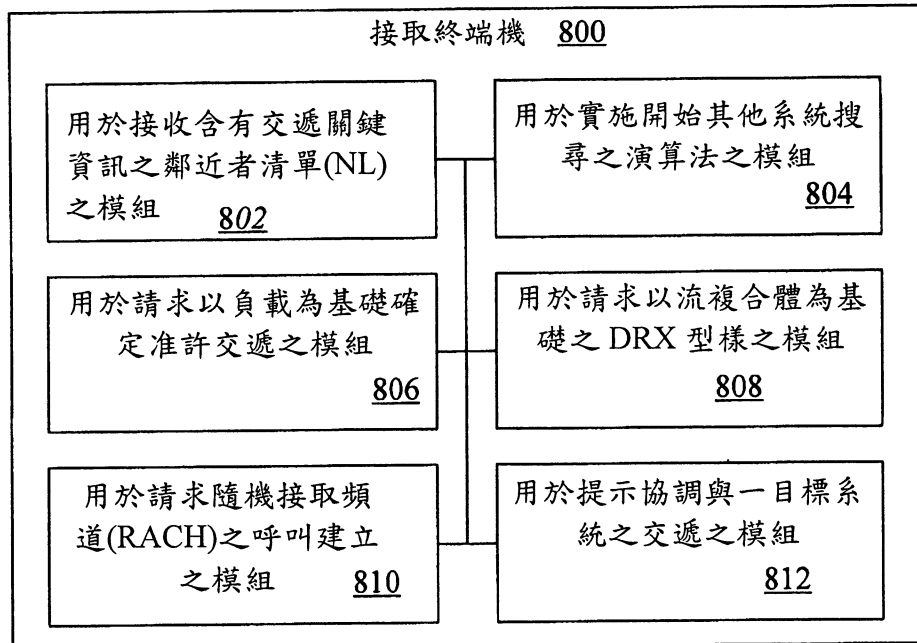 接取終端機 800
用於接收含有交遞關鍵
資訊之鄰近者清單(NL)
之模組 802
用於實施開始其他系統搜
尋之演算法之模組
804
用於請求以負載為基礎確
定准許交遞之模組
806
用於請求以流複合體為基
礎之 DRX 型樣之模組
808
用於請求隨機接取頻
道(RACH)之呼叫建立
之模組 810
用於提示協調與一目標系
統之交遞之模組
812